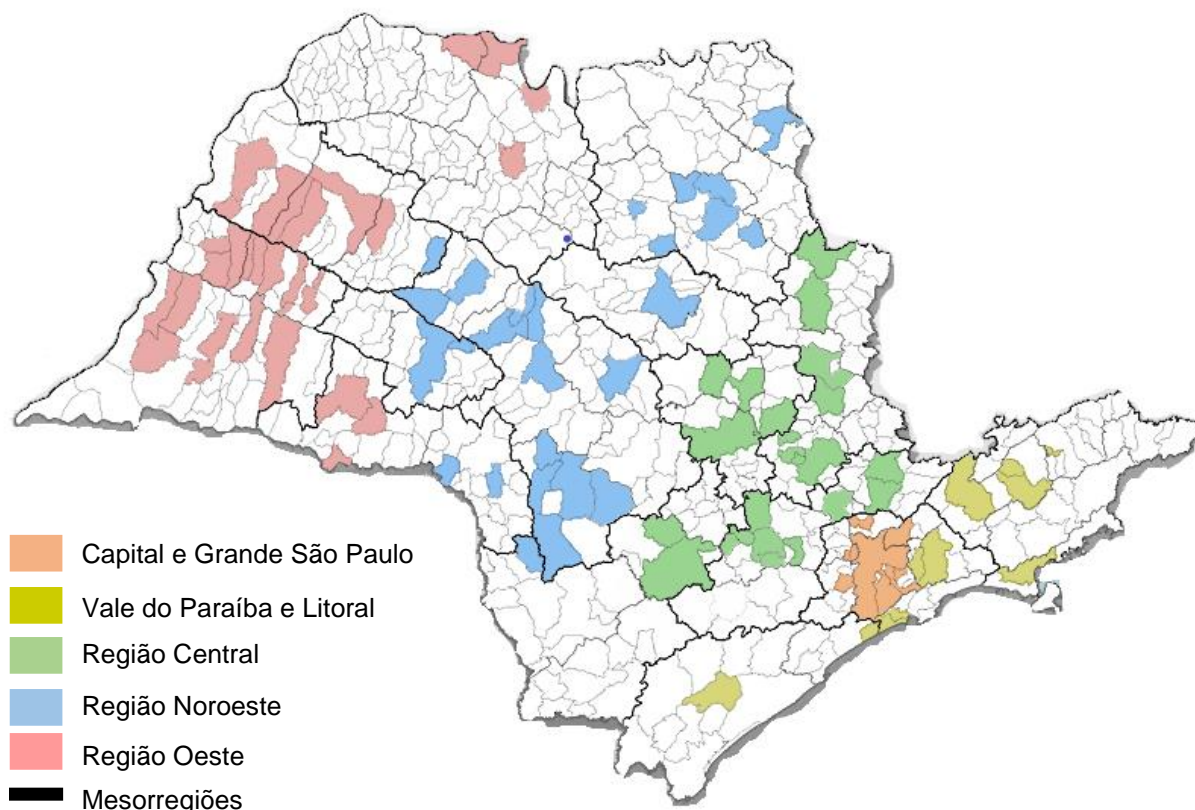 Capital e Grande São Paulo
Vale do Paraíba e Litoral
Região Central
Região Noroeste
Região Oeste
Mesorregiões